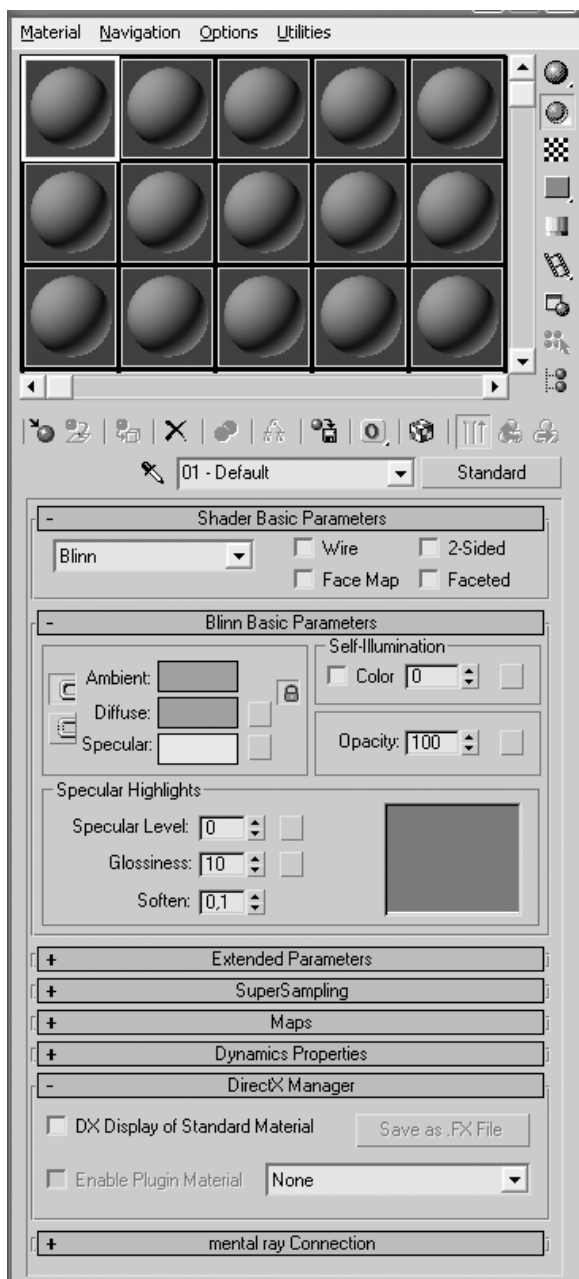 Material Navigation Options Utilities
01 - Default Standard
- Shader Basic Parameters
Blinn Wire 2-Sided
Face Map Faceted
- Blinn Basic Parameters
Self-Illumination
Ambient: Color 0
Diffuse:
Specular: Opacity: 100
Specular Highlights
Specular Level: 0
Glossiness: 10
Soften: 0,1
+ Extended Parameters
+ SuperSampling
+ Maps
+ Dynamics Properties
- DirectX Manager
DX Display of Standard Material Save as .FX File
Enable Plugin Material None
+ mental ray Connection